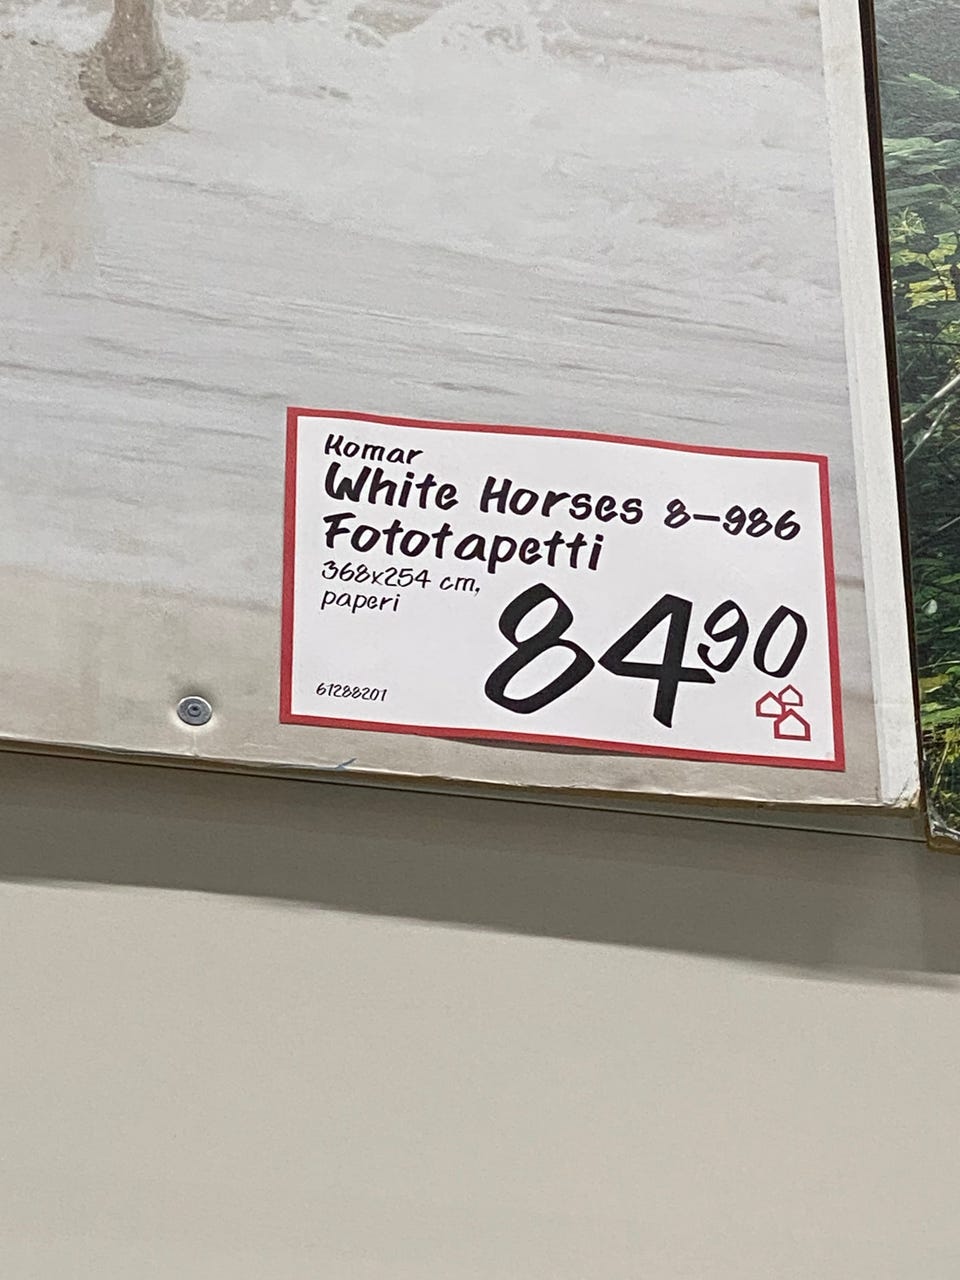 Komar
White Horses 8-986
Fototapetti
368x254 cm,
paperi
84 90
61288201